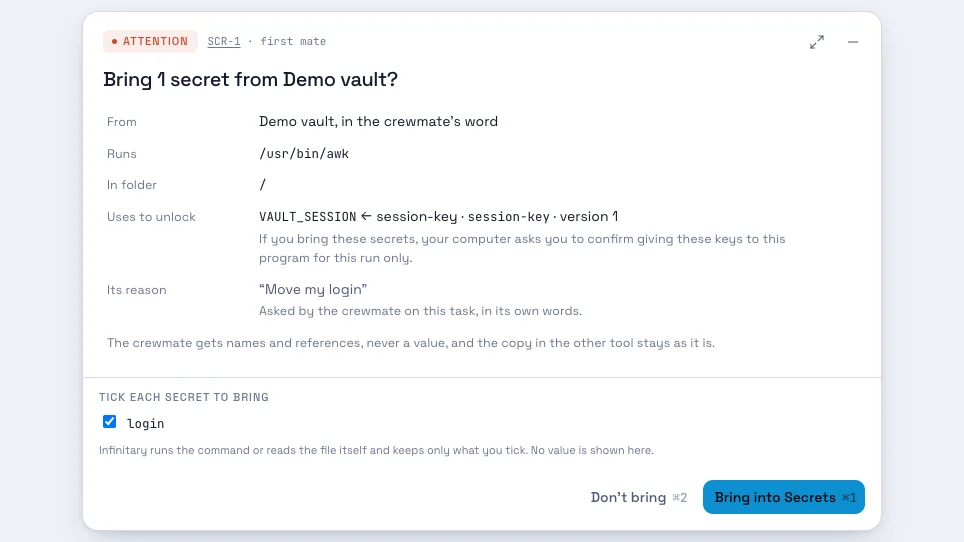 ATTENTION SCR-1 · first mate
Bring 1 secret from Demo vault?
From Demo vault, in the crewmate's word
Runs /usr/bin/awk
In folder /
Uses to unlock VAULT_SESSION ← session-key · session-key · version 1
If you bring these secrets, your computer asks you to confirm giving these keys to this
program for this run only.
Its reason “Move my login”
Asked by the crewmate on this task, in its own words.
The crewmate gets names and references, never a value, and the copy in the other tool stays as it is.
TICK EACH SECRET TO BRING
login
Infinitary runs the command or reads the file itself and keeps only what you tick. No value is shown here.
Don't bring ⌘2 Bring into Secrets ⌘1